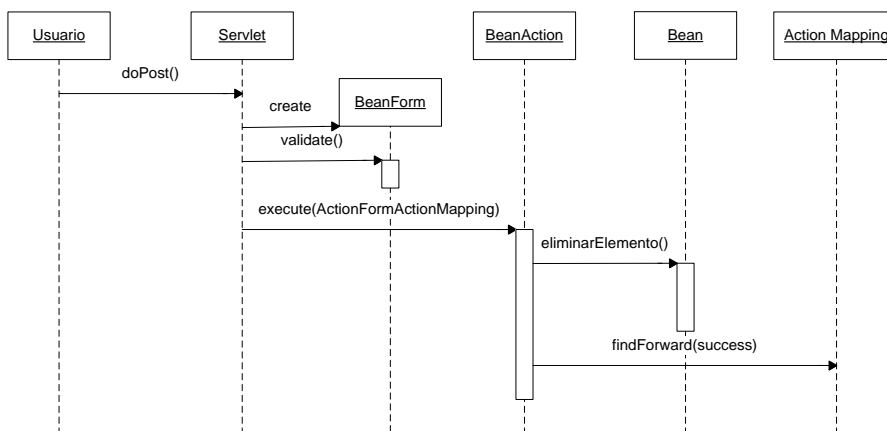 Usuario
Servlet
BeanAction
Bean
Action Mapping
doPost()
BeanForm
create
validate()
execute(ActionFormActionMapping)
eliminarElemento()
findForward(success)